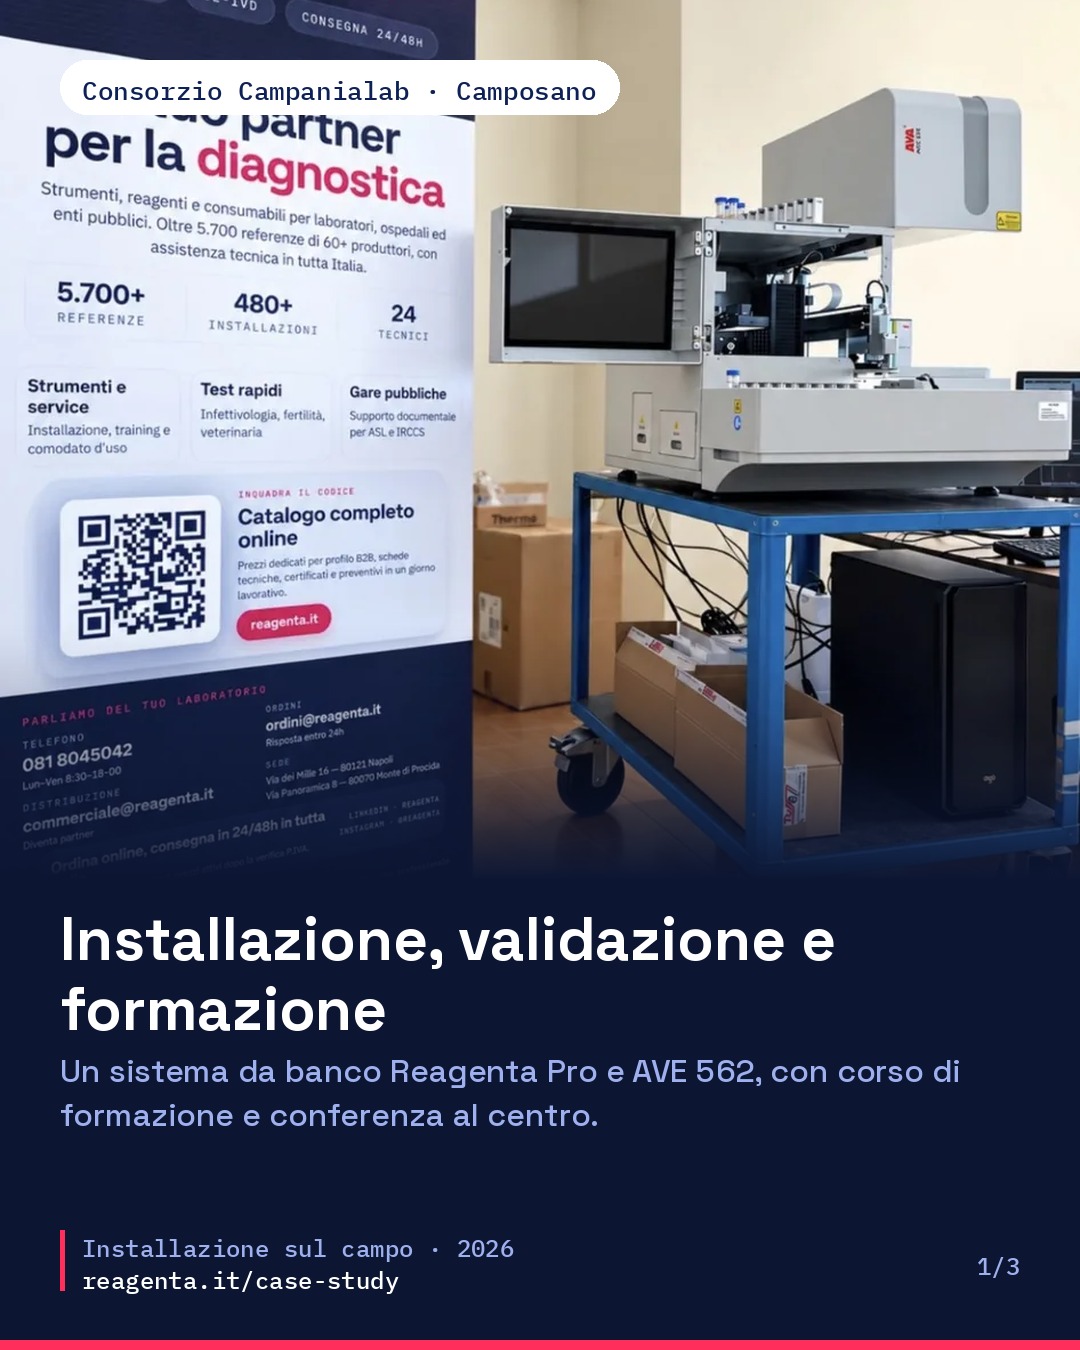 CONSEGNA 24/48H
Consorzio Campanialab · Camposano
tuo partner
per la diagnostica
Strumenti, reagenti e consumabili per laboratori, ospedali ed
enti pubblici. Oltre 5.700 referenze di 60+ produttori, con
assistenza tecnica in tutta Italia.
5.700+
REFERENZE
480+
INSTALLAZIONI
24
TECNICI
Strumenti e
service
Installazione, training e
comodato d'uso
Test rapidi
Infettivologia, fertilità,
veterinaria
Gare pubbliche
Supporto documentale
per ASL e IRCCS
INQUADRA IL CODICE
Catalogo completo
online
Prezzi dedicati per profilo B2B, schede
tecniche, certificati e preventivi in un giorno
lavorativo.
reagenta.it
PARLIAMO DEL TUO LABORATORIO
TELEFONO
081 8045042
Lun–Ven 8:30–18-00
DISTRIBUZIONE
commerciale@reagenta.it
Diventa partner
ORDINI
ordini@reagenta.it
Risposta entro 24h
SEDE
Via dei Mille 16 — 80121 Napoli
Via Panoramica 8 — 80070 Monte di Procida
LINKEDIN · REAGENTA
INSTAGRAM · @REAGENTA
Ordina online, consegna in 24/48h in tutta
AVA
Thermo
Installazione, validazione e
formazione
Un sistema da banco Reagenta Pro e AVE 562, con corso di
formazione e conferenza al centro.
Installazione sul campo · 2026
reagenta.it/case-study
1/3